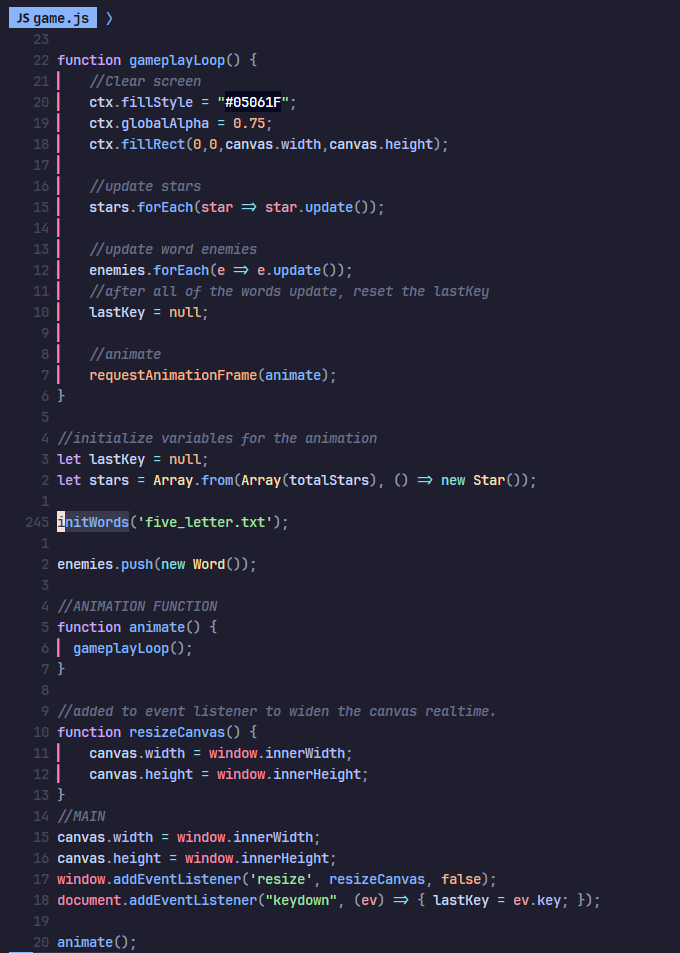 JS game.js 〉
23
22 function gameplayLoop() {
21     //Clear screen
20     ctx.fillStyle = "#05061F";
19     ctx.globalAlpha = 0.75;
18     ctx.fillRect(0,0,canvas.width,canvas.height);
17
16     //update stars
15     stars.forEach(star => star.update());
14
13     //update word enemies
12     enemies.forEach(e => e.update());
11     //after all of the words update, reset the lastKey
10     lastKey = null;
9
8     //animate
7     requestAnimationFrame(animate);
6 }
5
4 //initialize variables for the animation
3 let lastKey = null;
2 let stars = Array.from(Array(totalStars), () => new Star());
1
245 initWords('five_letter.txt');
1
2 enemies.push(new Word());
3
4 //ANIMATION FUNCTION
5 function animate() {
6   gameplayLoop();
7 }
8
9 //added to event listener to widen the canvas realtime.
10 function resizeCanvas() {
11     canvas.width = window.innerWidth;
12     canvas.height = window.innerHeight;
13 }
14 //MAIN
15 canvas.width = window.innerWidth;
16 canvas.height = window.innerHeight;
17 window.addEventListener('resize', resizeCanvas, false);
18 document.addEventListener("keydown", (ev) => { lastKey = ev.key; });
19
20 animate();